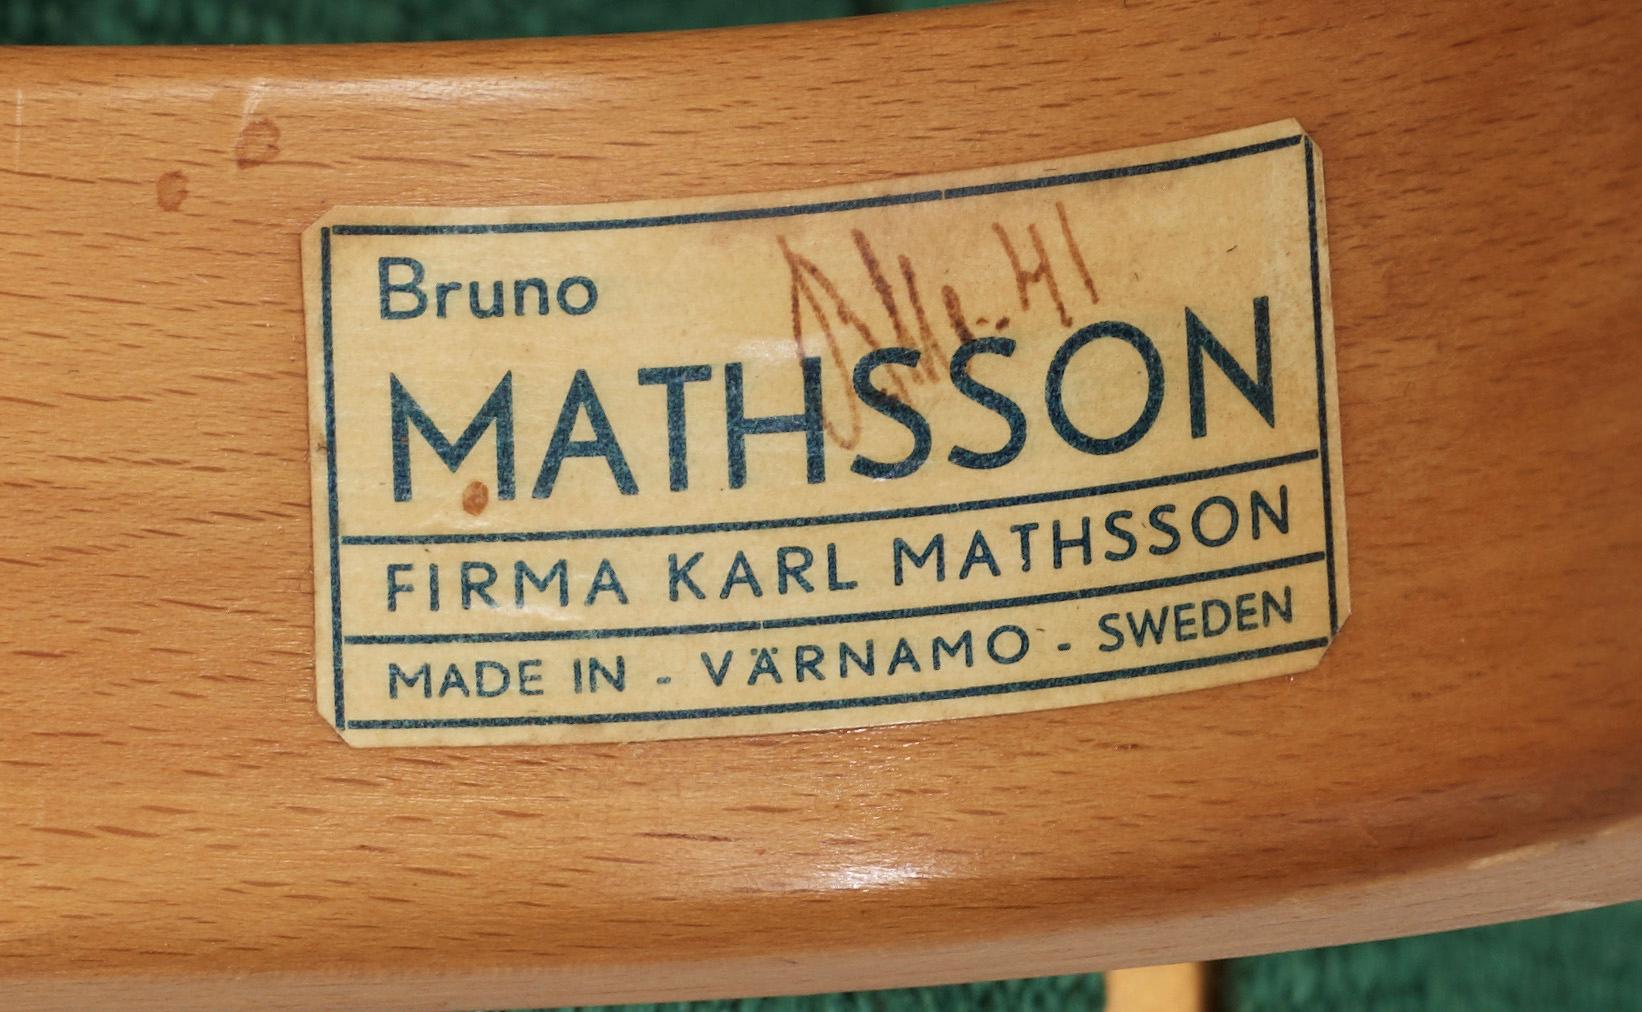 Bruno
MATHSSON
FIRMA KARL MATHSSON
MADE IN - VÄRNAMO - SWEDEN